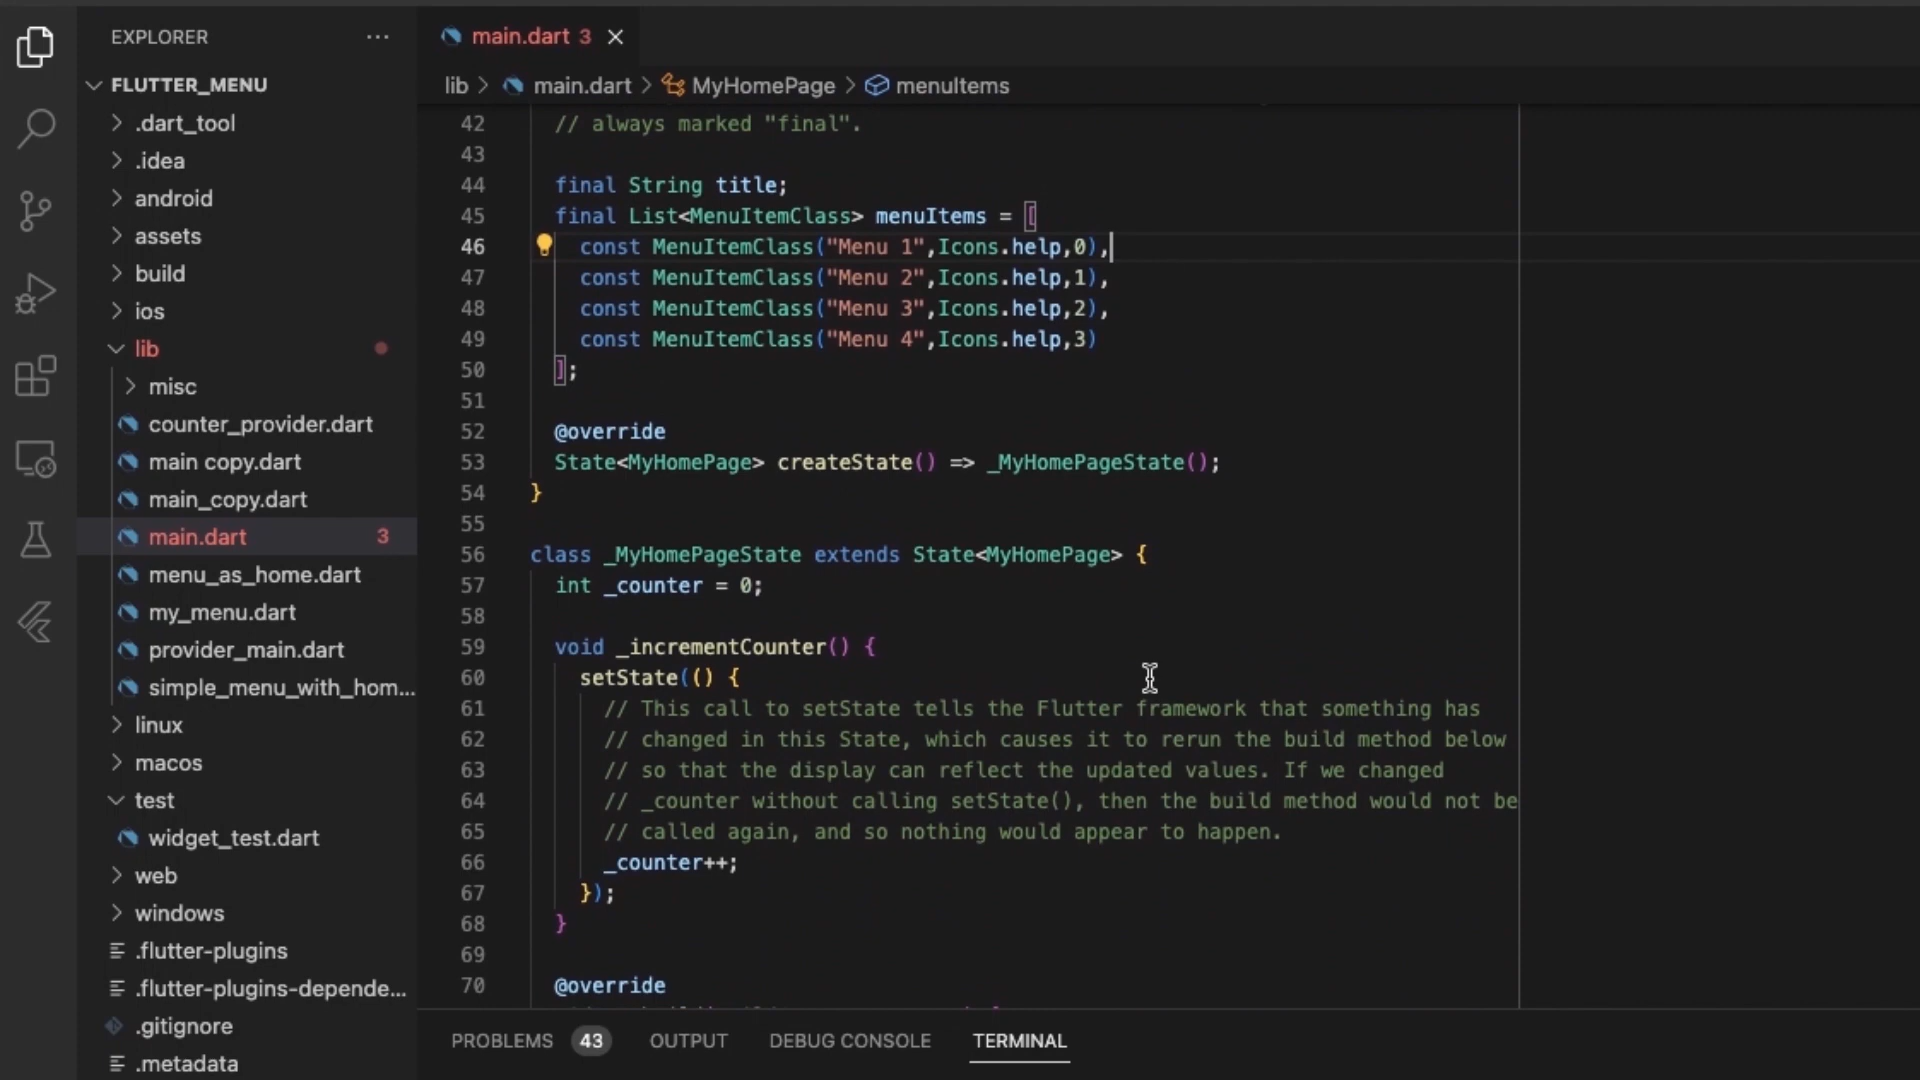 EXPLORER
FLUTTER_MENU
.dart_tool
.idea
android
assets
build
ios
lib
misc
counter_provider.dart
main copy.dart
main_copy.dart
main.dart 3
menu_as_home.dart
my_menu.dart
provider_main.dart
simple_menu_with_hom...
linux
macos
test
widget_test.dart
web
windows
.flutter-plugins
.flutter-plugins-depende...
.gitignore
.metadata
main.dart 3
lib > main.dart > MyHomePage > menuItems
42 // always marked "final".
43
44 final String title;
45 final List<MenuItemClass> menuItems = [
46 const MenuItemClass("Menu 1",Icons.help,0),
47 const MenuItemClass("Menu 2",Icons.help,1),
48 const MenuItemClass("Menu 3",Icons.help,2),
49 const MenuItemClass("Menu 4",Icons.help,3)
50 ];
51
52 @override
53 State<MyHomePage> createState() => _MyHomePageState();
54 }
55
56 class _MyHomePageState extends State<MyHomePage> {
57 int _counter = 0;
58
59 void _incrementCounter() {
60 setState(() {
61 // This call to setState tells the Flutter framework that something has
62 // changed in this State, which causes it to rerun the build method below
63 // so that the display can reflect the updated values. If we changed
64 // _counter without calling setState(), then the build method would not be
65 // called again, and so nothing would appear to happen.
66 _counter++;
67 });
68 }
69
70 @override
PROBLEMS 43 OUTPUT DEBUG CONSOLE TERMINAL